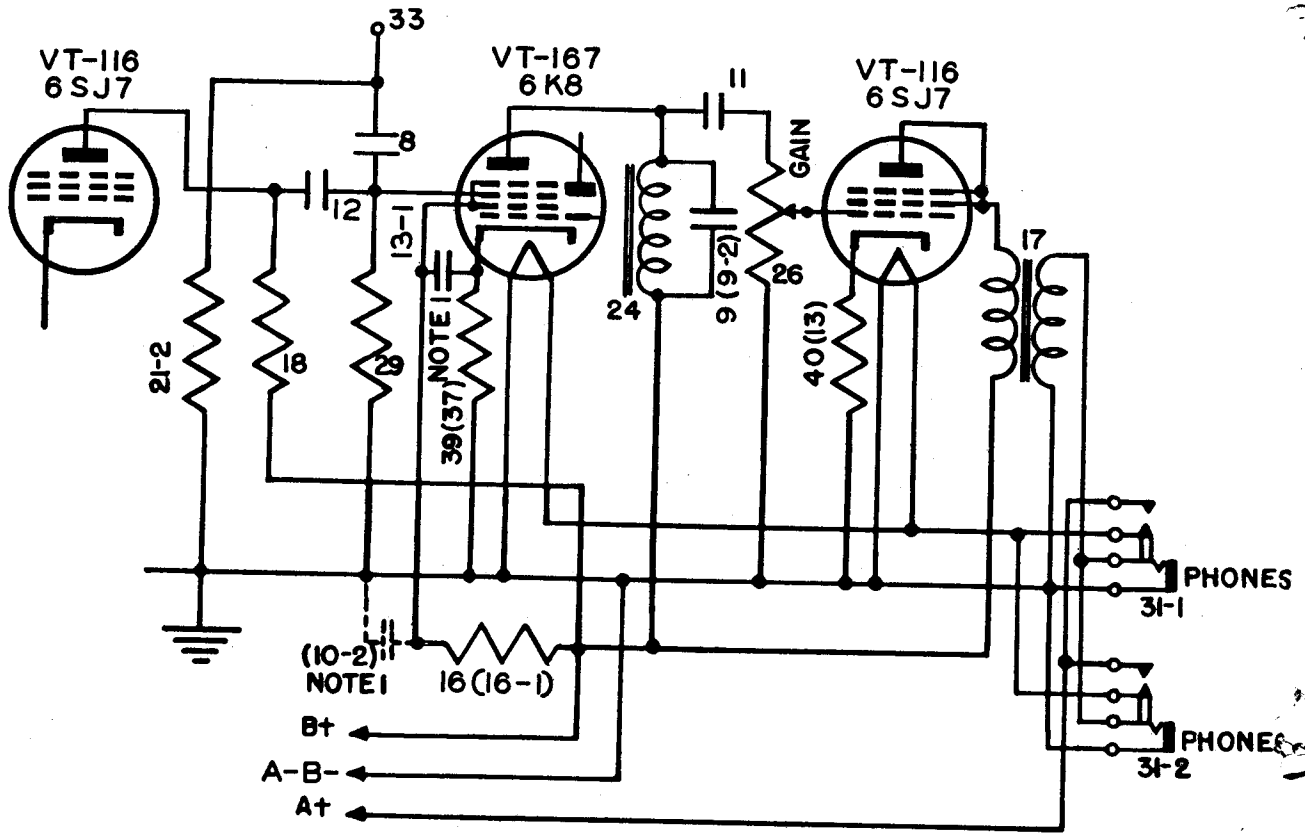 33
VT-116
6SJ7
VT-167
6K8
VT-116
6SJ7
8
12
11
GAIN
13-1
NOTE 1
39(37)
24
9(9-2)
26
40(13)
17
21-2
18
29
(10-2)
NOTE 1
16(16-1)
PHONES
31-1
PHONES
31-2
B+
A-B-
A+